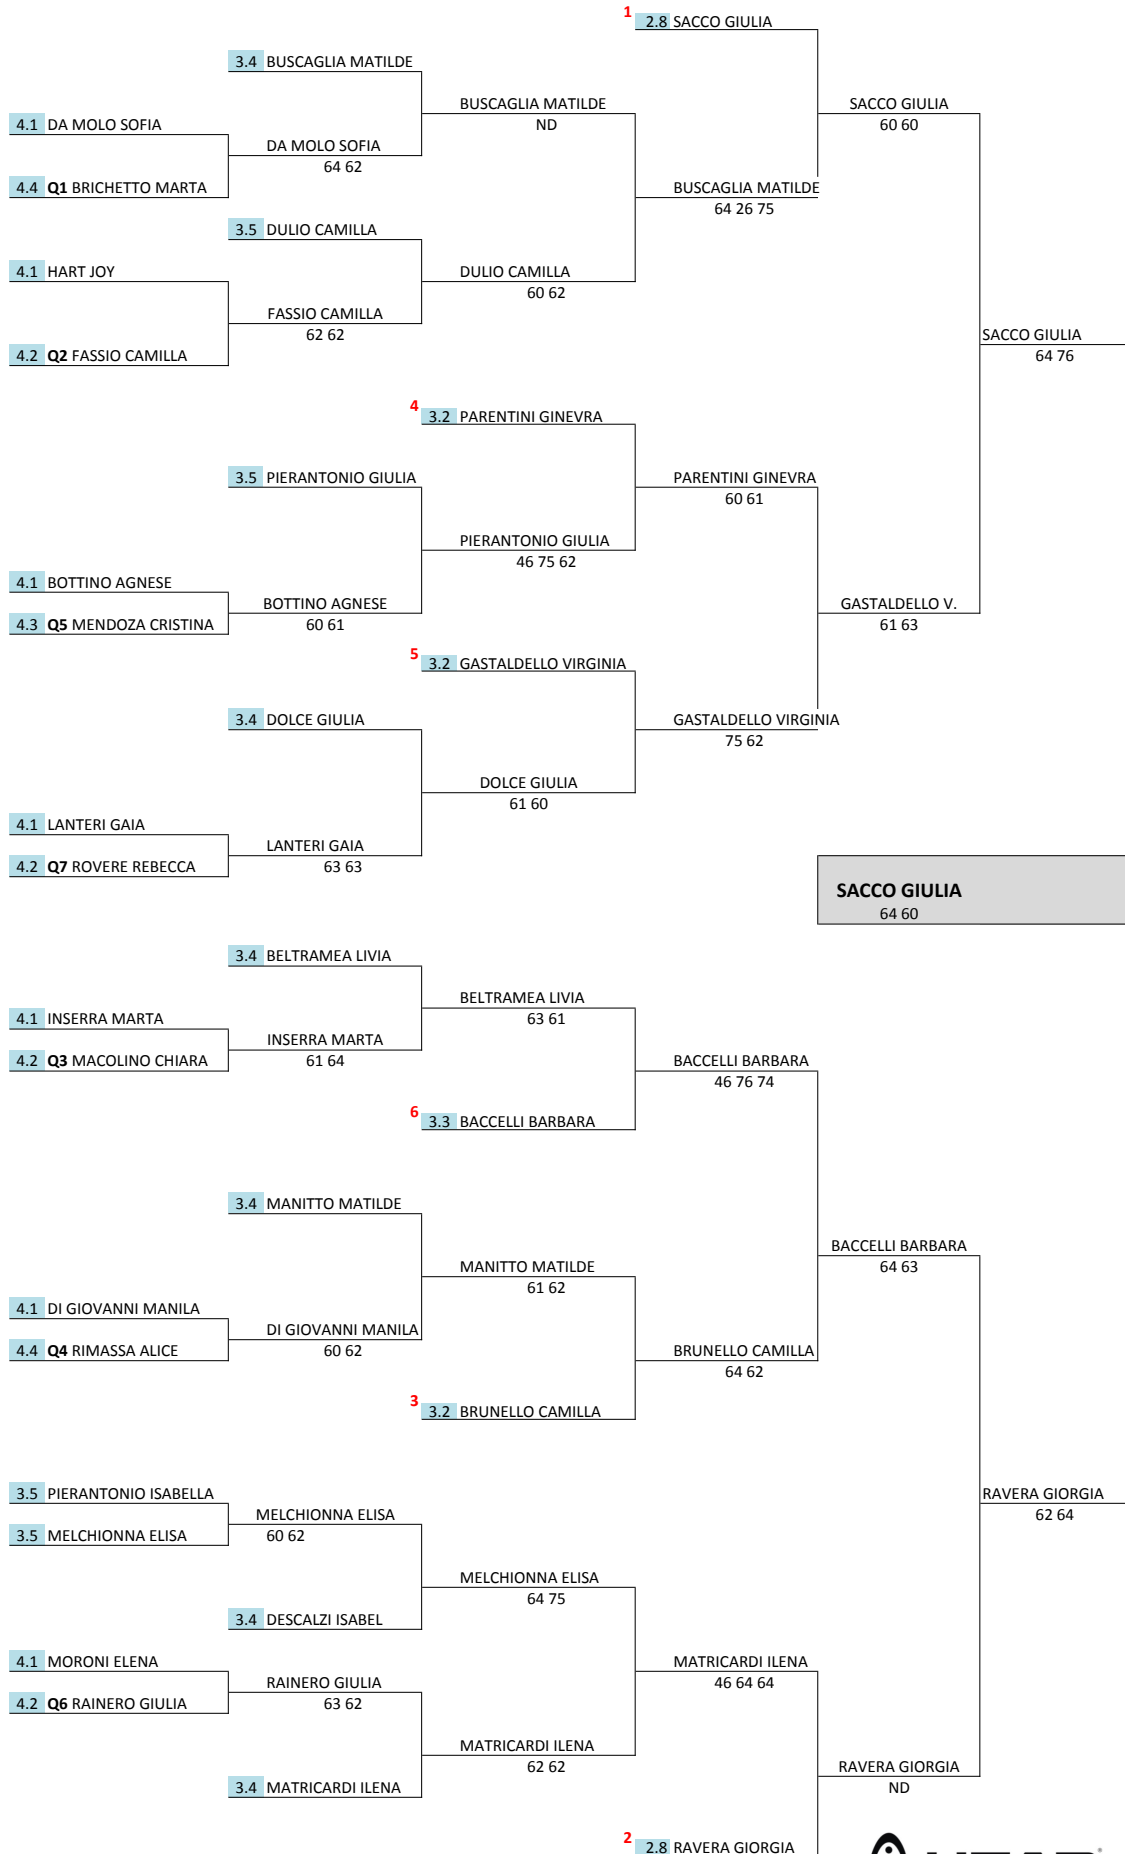 1
2.8 SACCO GIULIA
3.4 BUSCAGLIA MATILDE
BUSCAGLIA MATILDE
ND
SACCO GIULIA
60 60
4.1 DA MOLO SOFIA
DA MOLO SOFIA
64 62
4.4 Q1 BRICHETTO MARTA
BUSCAGLIA MATILDE
64 26 75
3.5 DULIO CAMILLA
4.1 HART JOY
DULIO CAMILLA
60 62
FASSIO CAMILLA
62 62
4.2 Q2 FASSIO CAMILLA
SACCO GIULIA
64 76
4
3.2 PARENTINI GINEVRA
3.5 PIERANTONIO GIULIA
PARENTINI GINEVRA
60 61
PIERANTONIO GIULIA
46 75 62
4.1 BOTTINO AGNESE
BOTTINO AGNESE
60 61
4.3 Q5 MENDOZA CRISTINA
GASTALDELLO V.
61 63
5
3.2 GASTALDELLO VIRGINIA
3.4 DOLCE GIULIA
GASTALDELLO VIRGINIA
75 62
DOLCE GIULIA
61 60
4.1 LANTERI GAIA
LANTERI GAIA
63 63
4.2 Q7 ROVERE REBECCA
SACCO GIULIA
64 60
3.4 BELTRAMEA LIVIA
BELTRAMEA LIVIA
63 61
4.1 INSERRA MARTA
INSERRA MARTA
61 64
4.2 Q3 MACOLINO CHIARA
BACCELLI BARBARA
46 76 74
6
3.3 BACCELLI BARBARA
3.4 MANITTO MATILDE
BACCELLI BARBARA
64 63
MANITTO MATILDE
61 62
4.1 DI GIOVANNI MANILA
DI GIOVANNI MANILA
60 62
4.4 Q4 RIMASSA ALICE
BRUNELLO CAMILLA
64 62
3
3.2 BRUNELLO CAMILLA
3.5 PIERANTONIO ISABELLA
MELCHIONNA ELISA
60 62
3.5 MELCHIONNA ELISA
RAVERA GIORGIA
62 64
MELCHIONNA ELISA
64 75
3.4 DESCALZI ISABEL
4.1 MORONI ELENA
RAINERO GIULIA
63 62
4.2 Q6 RAINERO GIULIA
MATRICARDI ILENA
46 64 64
MATRICARDI ILENA
62 62
3.4 MATRICARDI ILENA
RAVERA GIORGIA
ND
2
2.8 RAVERA GIORGIA